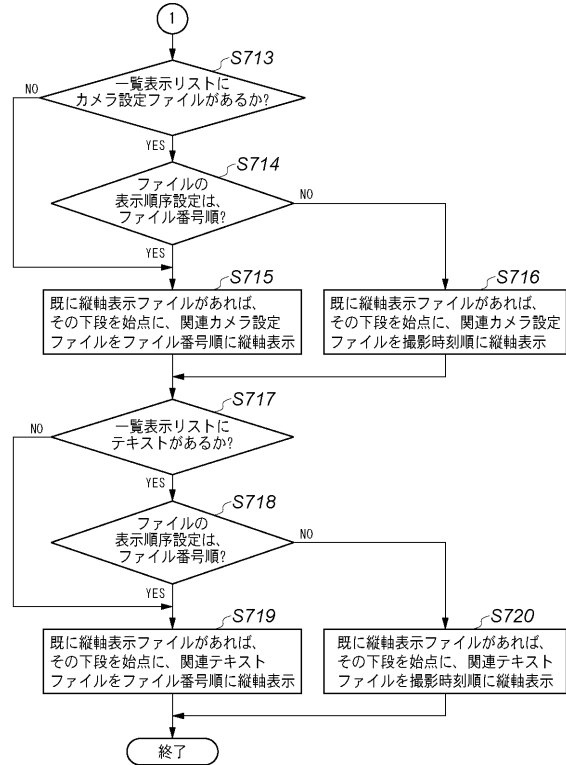 1
S713
一覧表示リストに
カメラ設定ファイルがあるか?
NO
YES
S714
ファイルの
表示順序設定は、
ファイル番号順?
NO
YES
S715
既に縦軸表示ファイルがあれば、
その下段を始点に、関連カメラ設定
ファイルをファイル番号順に縦軸表示
S716
既に縦軸表示ファイルがあれば、
その下段を始点に、関連カメラ設定
ファイルを撮影時刻順に縦軸表示
S717
一覧表示リストに
テキストがあるか?
NO
YES
S718
ファイルの
表示順序設定は、
ファイル番号順?
NO
YES
S719
既に縦軸表示ファイルがあれば、
その下段を始点に、関連テキスト
ファイルをファイル番号順に縦軸表示
S720
既に縦軸表示ファイルがあれば、
その下段を始点に、関連テキスト
ファイルを撮影時刻順に縦軸表示
終了